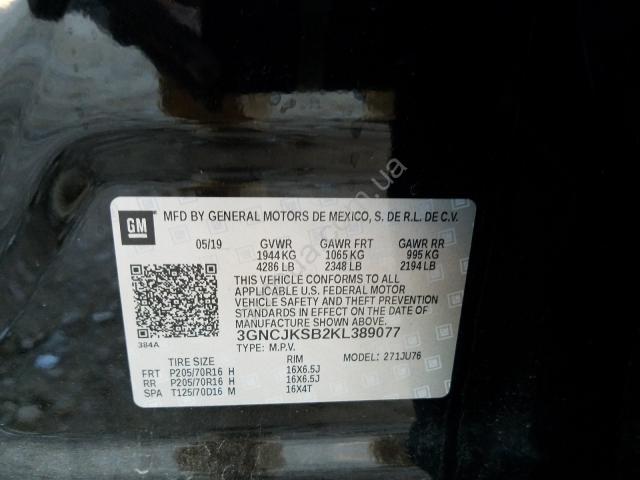 GM
MFD BY GENERAL MOTORS DE MEXICO, S. DE R.L. DE C.V.
05/19 GVWR GAWR FRT GAWR RR
1944 KG 1065 KG 995 KG
4286 LB 2348 LB 2194 LB
THIS VEHICLE CONFORMS TO ALL
APPLICABLE U.S. FEDERAL MOTOR
VEHICLE SAFETY AND THEFT PREVENTION
STANDARDS IN EFFECT ON THE DATE OF
MANUFACTURE SHOWN ABOVE.
3GNCJKSB2KL389077
384A
TYPE: M.P.V. MODEL: 271JU76
TIRE SIZE RIM
FRT P205/70R16 H 16X6.5J
RR P205/70R16 H 16X6.5J
SPA T125/70D16 M 16X4T